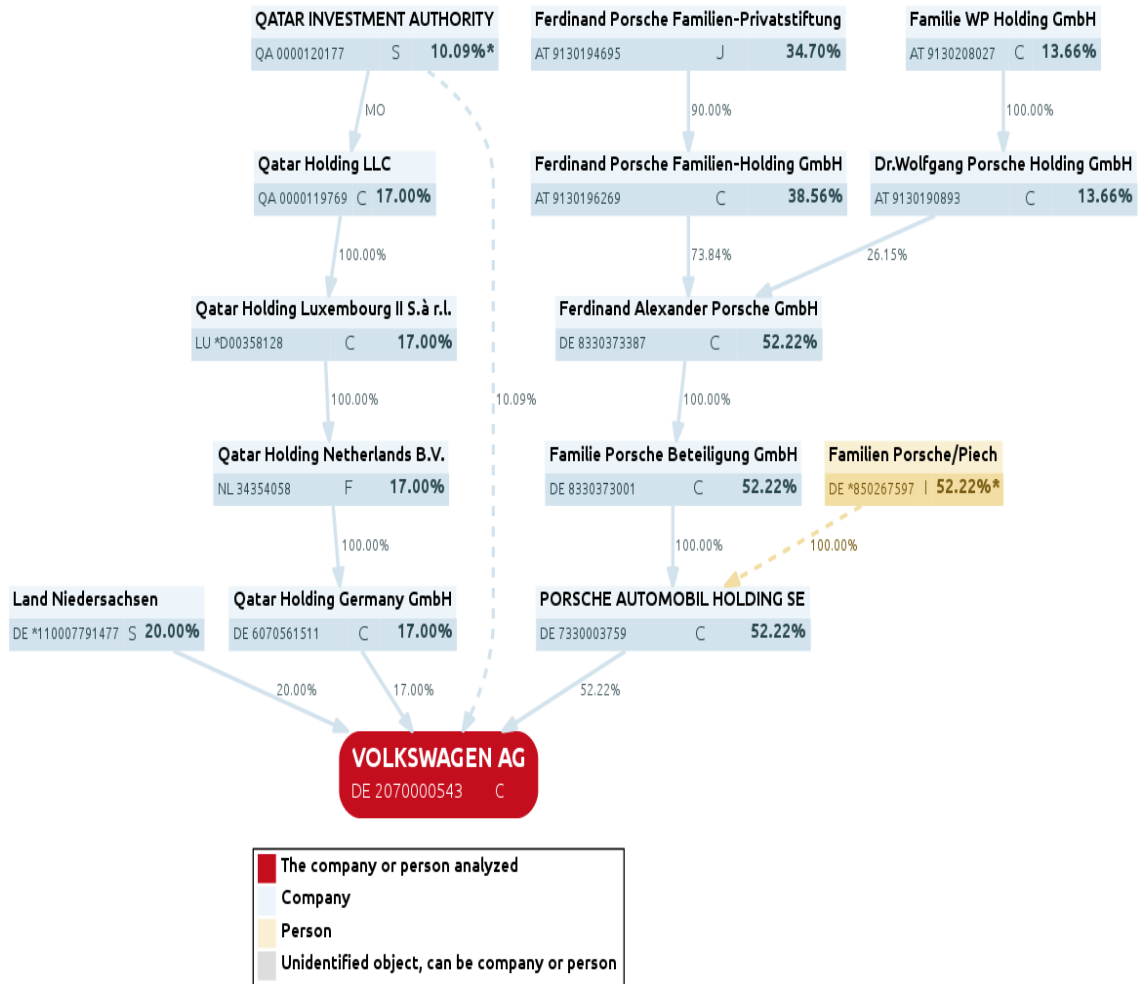 QATAR INVESTMENT AUTHORITY
QA 0000120177 S 10.09%*
Ferdinand Porsche Familien-Privatstiftung
AT 9130194695 J 34.70%
Familie WP Holding GmbH
AT 9130208027 C 13.66%
MO
90.00%
100.00%
Qatar Holding LLC
QA 0000119769 C 17.00%
Ferdinand Porsche Familien-Holding GmbH
AT 9130196269 C 38.56%
Dr.Wolfgang Porsche Holding GmbH
AT 9130190893 C 13.66%
100.00%
73.84%
26.15%
Qatar Holding Luxembourg II S.à r.l.
LU *D00358128 C 17.00%
Ferdinand Alexander Porsche GmbH
DE 8330373387 C 52.22%
100.00%
10.09%
100.00%
Qatar Holding Netherlands B.V.
NL 34354058 F 17.00%
Familie Porsche Beteiligung GmbH
DE 8330373001 C 52.22%
Familien Porsche/Piech
DE *850267597 I 52.22%*
100.00%
100.00%
100.00%
Land Niedersachsen
DE *110007791477 S 20.00%
Qatar Holding Germany GmbH
DE 6070561511 C 17.00%
PORSCHE AUTOMOBIL HOLDING SE
DE 7330003759 C 52.22%
20.00%
17.00%
52.22%
VOLKSWAGEN AG
DE 2070000543 C
The company or person analyzed
Company
Person
Unidentified object, can be company or person